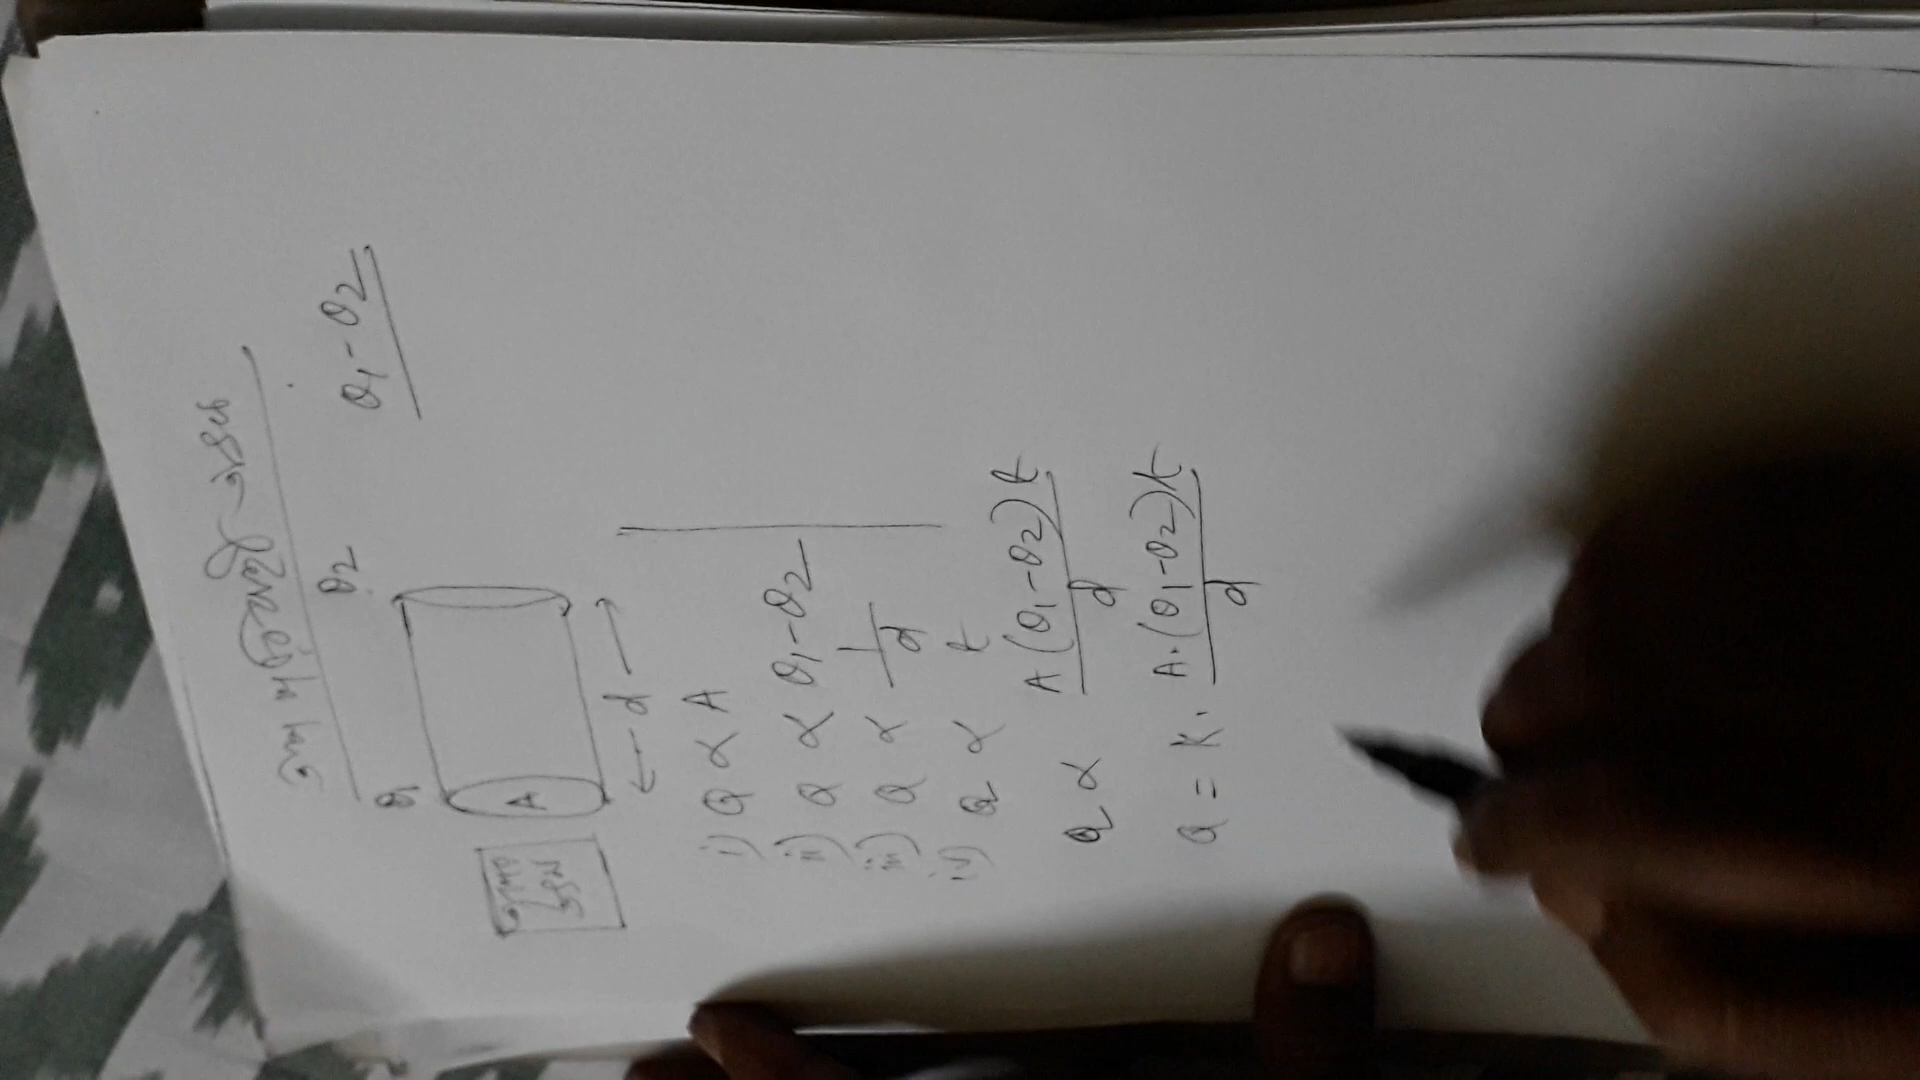 θ1 θ2 θ1-θ2
A
←--- d —→
i) Q ∝ A
ii) Q ∝ θ1-θ2
iii) Q ∝ 1/d
iv) Q ∝ t
Q ∝ A(θ1-θ2)t/d
Q = K. A.(θ1-θ2)t/d